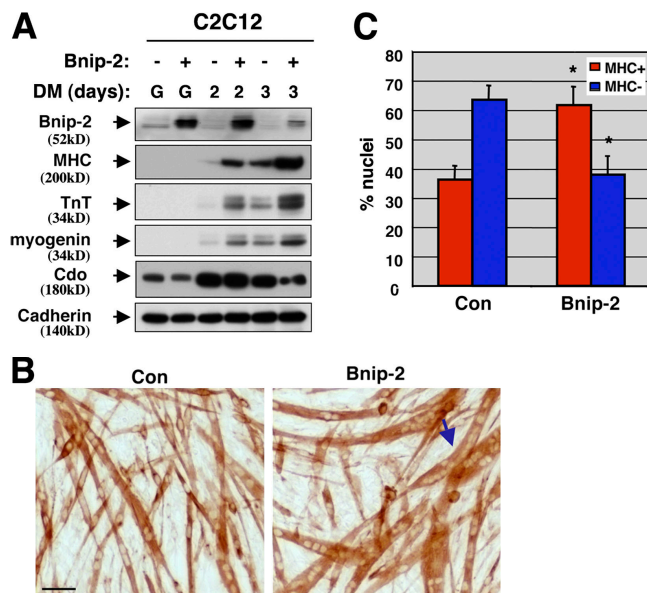 A
C2C12
Bnip-2: - + - + - +
DM (days): G G 2 2 3 3
Bnip-2
(52kD)
MHC
(200kD)
TnT
(34kD)
myogenin
(34kD)
Cdo
(180kD)
Cadherin
(140kD)
C
80
70
60
50
40
30
20
10
0
% nuclei
* MHC+
MHC-
*
Con Bnip-2
B
Con Bnip-2